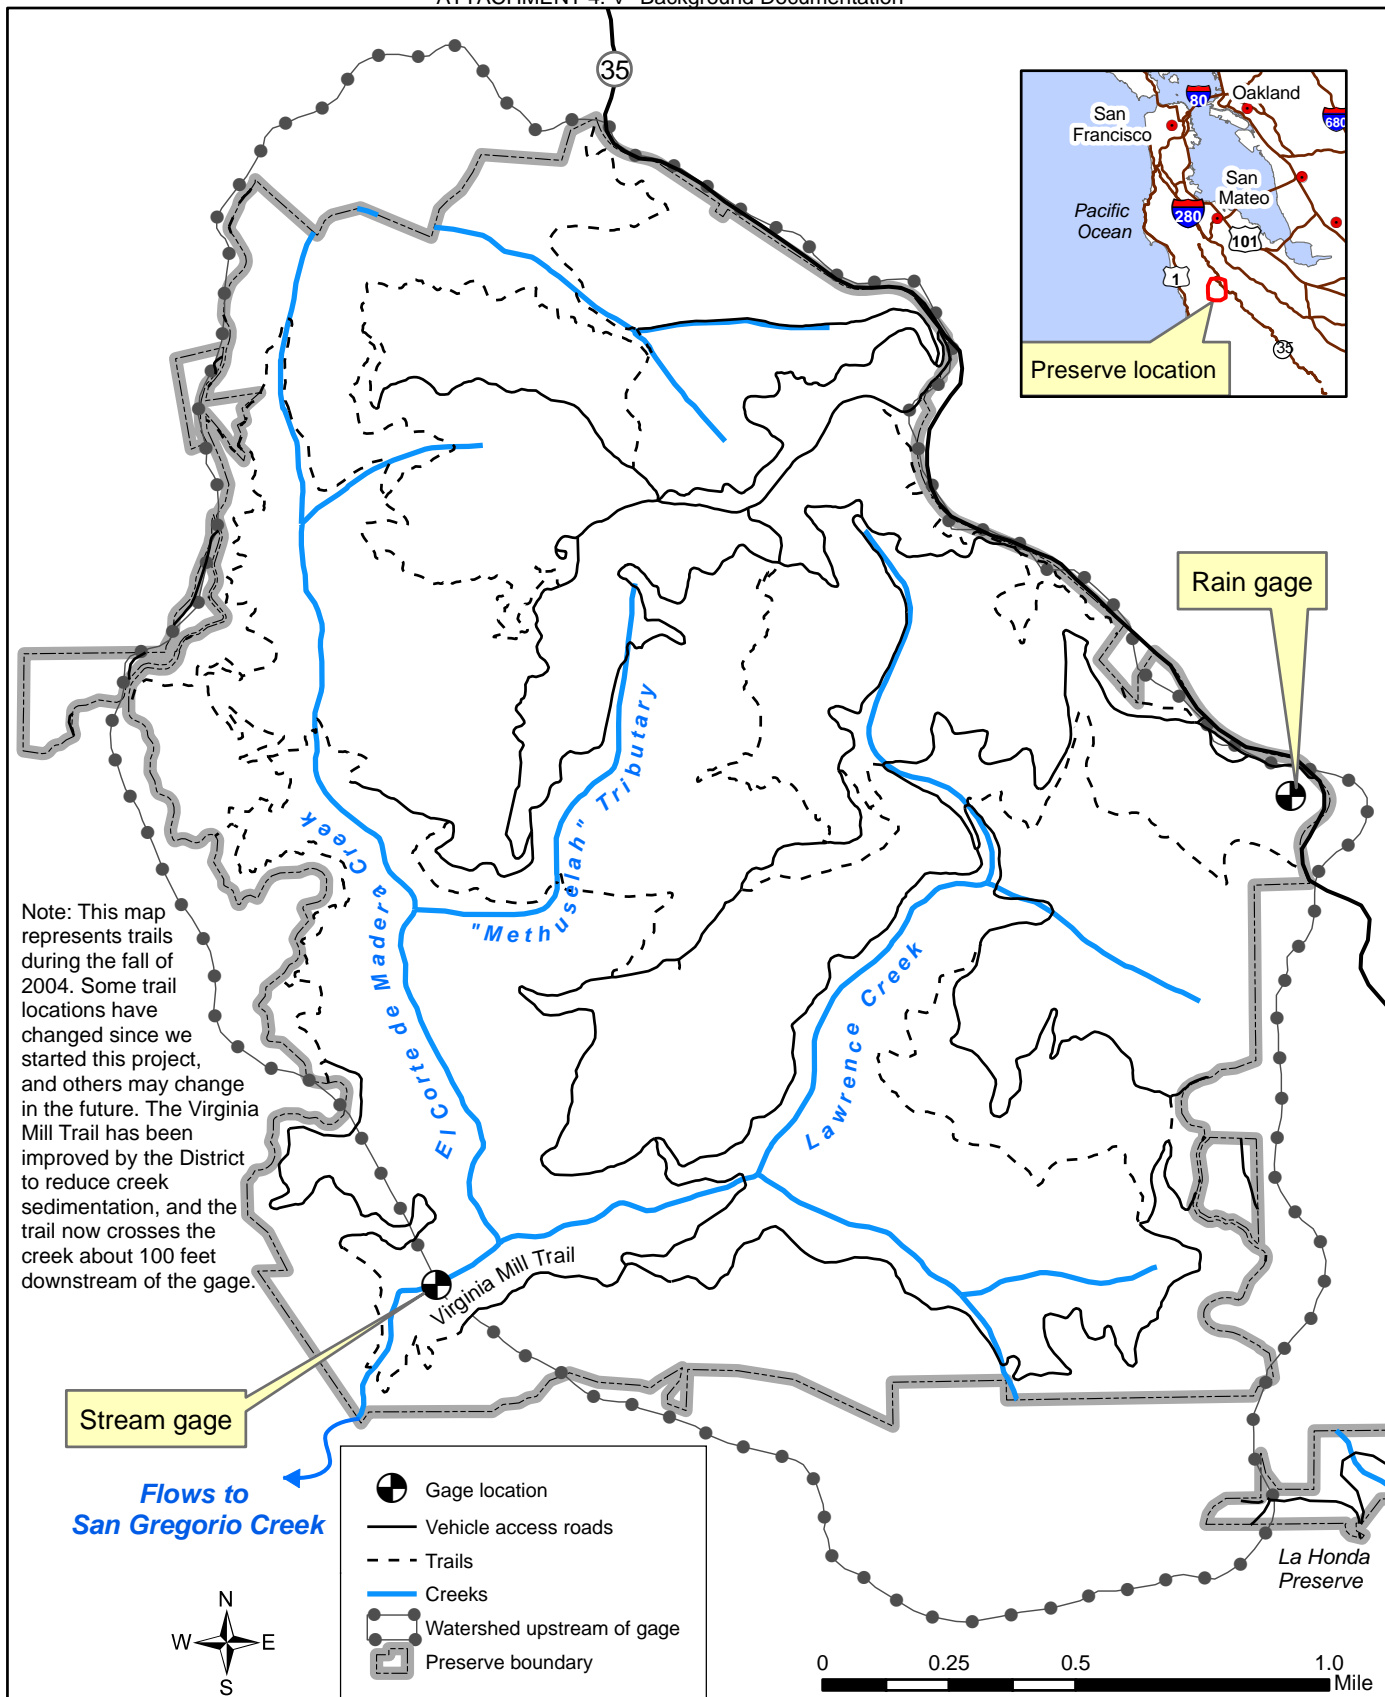 ATTACHMENT 4. V - Background Documentation
35
80
Oakland
San
Francisco
680
San
Mateo
Pacific
Ocean
280
101
1
35
Preserve location
Rain gage
"Methuselah" Tributary
El Corte de Madera Creek
Lawrence Creek
Note: This map
represents trails
during the fall of
2004. Some trail
locations have
changed since we
started this project,
and others may change
in the future. The Virginia
Mill Trail has been
improved by the District
to reduce creek
sedimentation, and the
trail now crosses the
creek about 100 feet
downstream of the gage.
Virginia Mill Trail
Stream gage
Flows to
San Gregorio Creek
N
W E
S
Gage location
Vehicle access roads
Trails
Creeks
Watershed upstream of gage
Preserve boundary
La Honda
Preserve
0 0.25 0.5 1.0
Mile